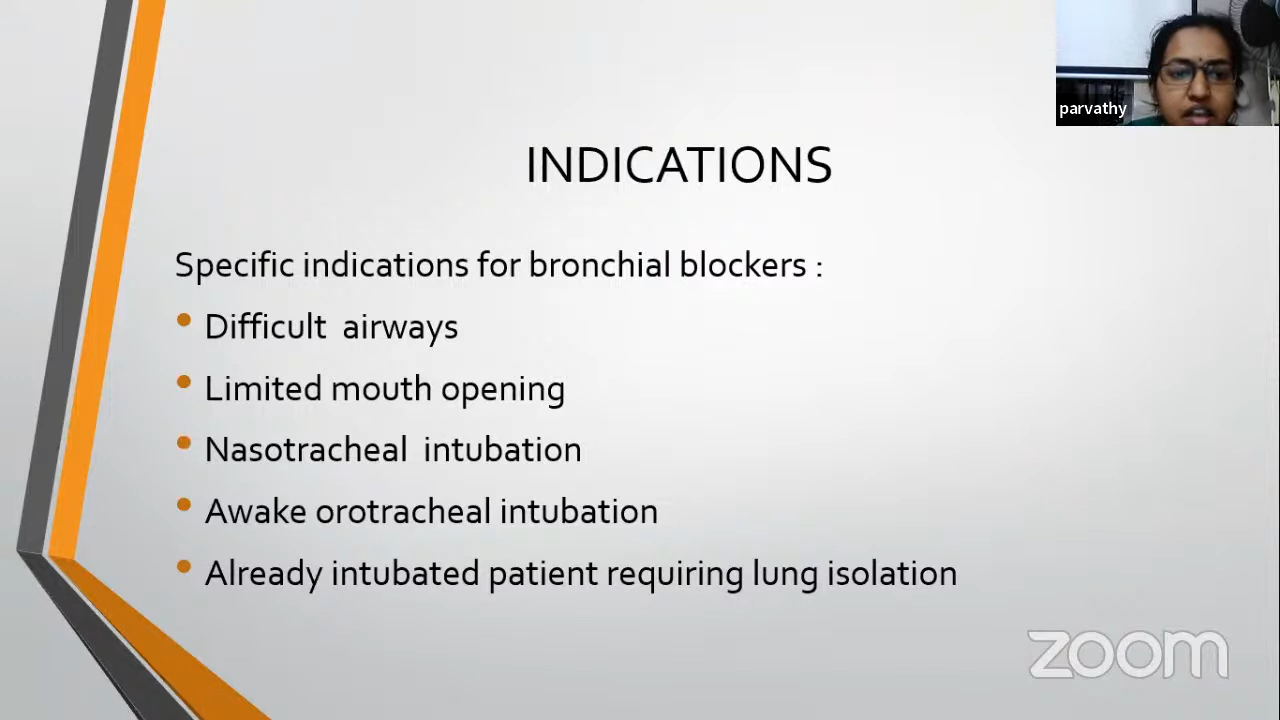 parvathy
INDICATIONS
Specific indications for bronchial blockers :
Difficult airways
Limited mouth opening
Nasotracheal intubation
Awake orotracheal intubation
Already intubated patient requiring lung isolation
zoom